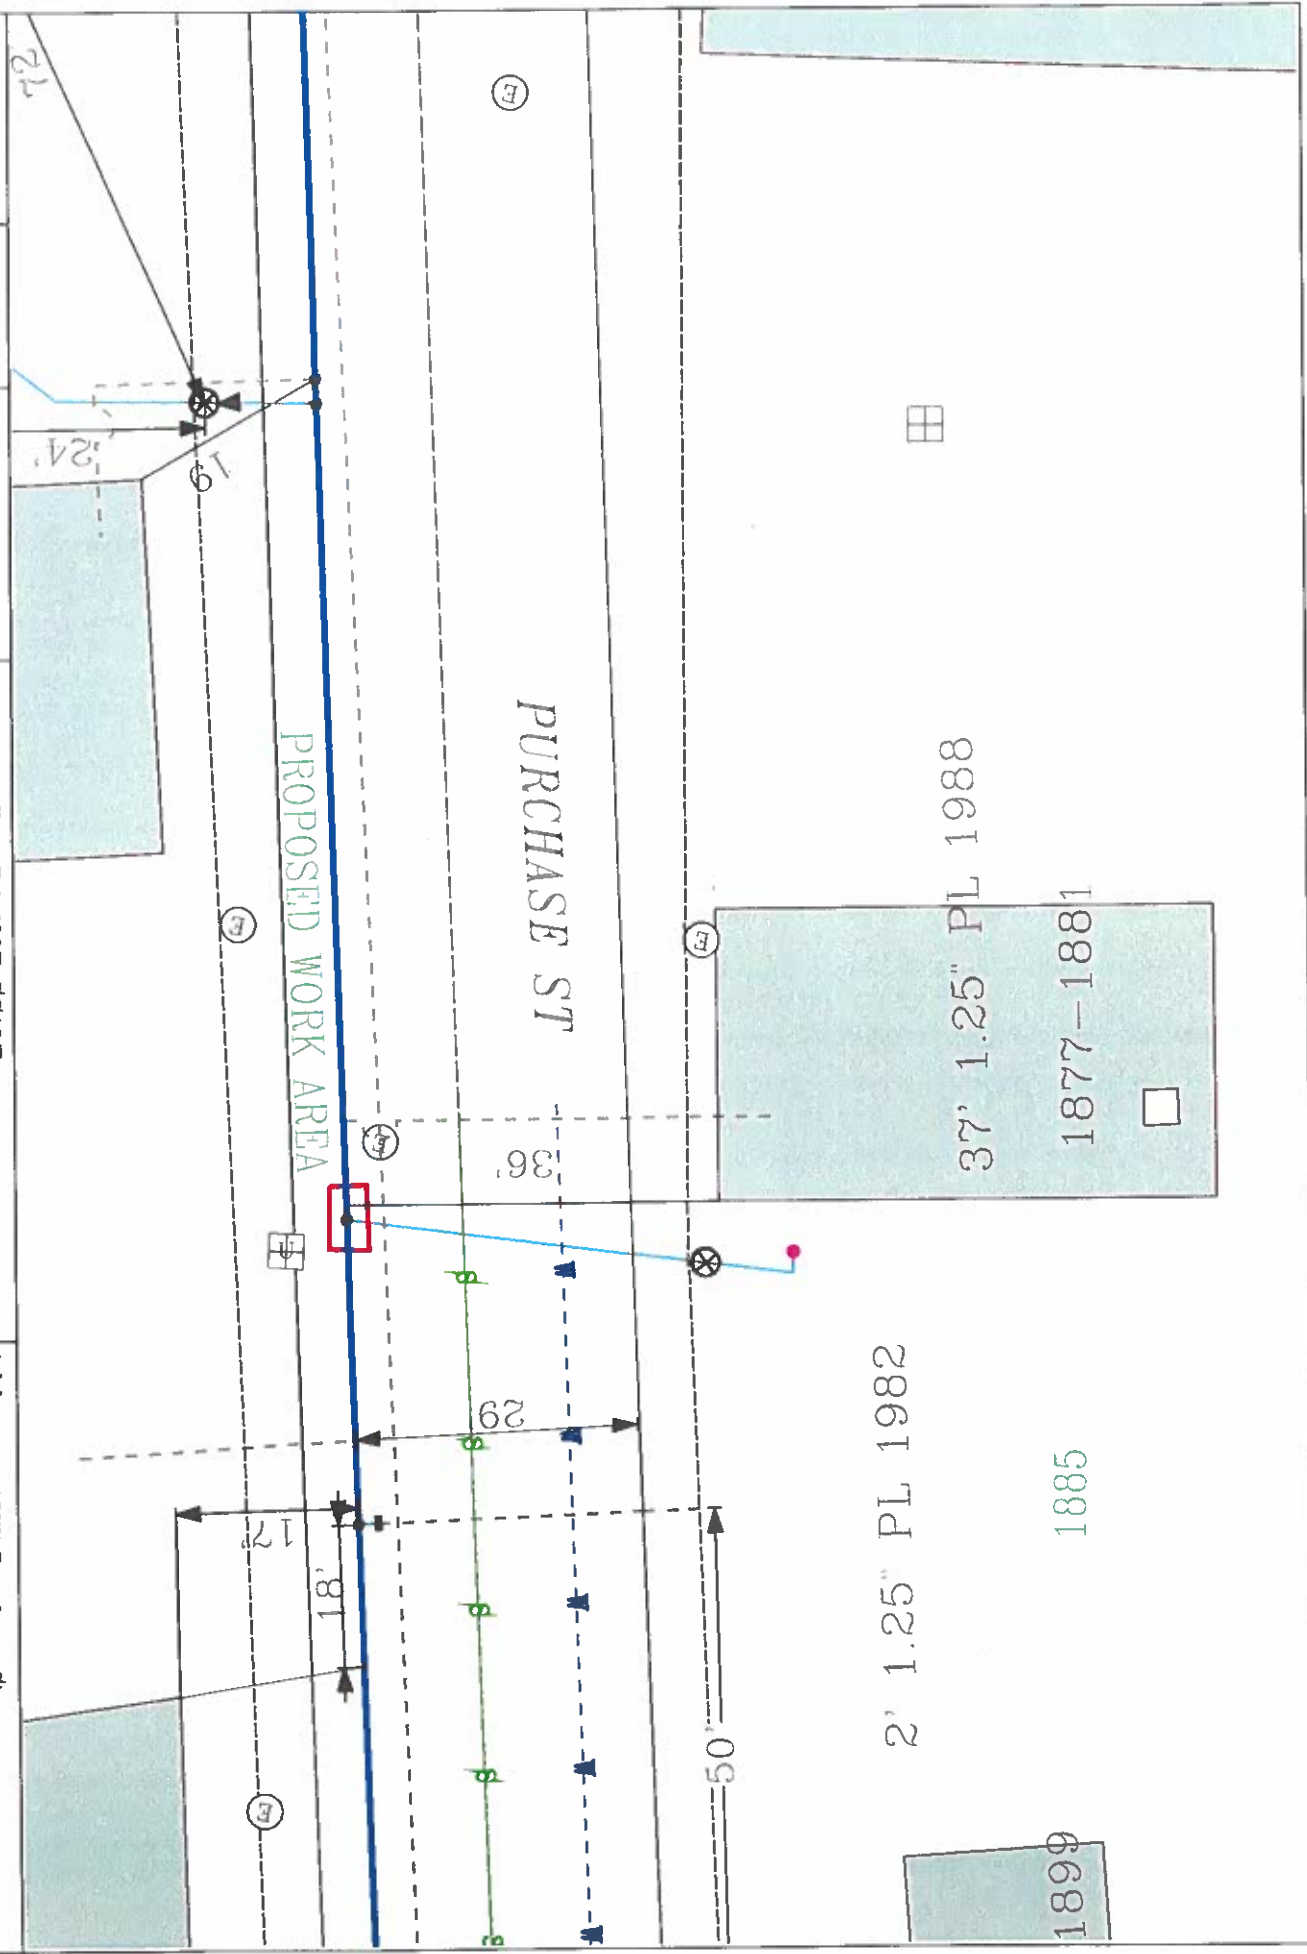 72
E
24'
19
PURCHASE ST
PROPOSED WORK AREA
E
E
E
37' 1.25" PL 1988
1877-1881
36'
U
29
17'
18'
2' 1.25" PL 1982
1885
50'
E
1899